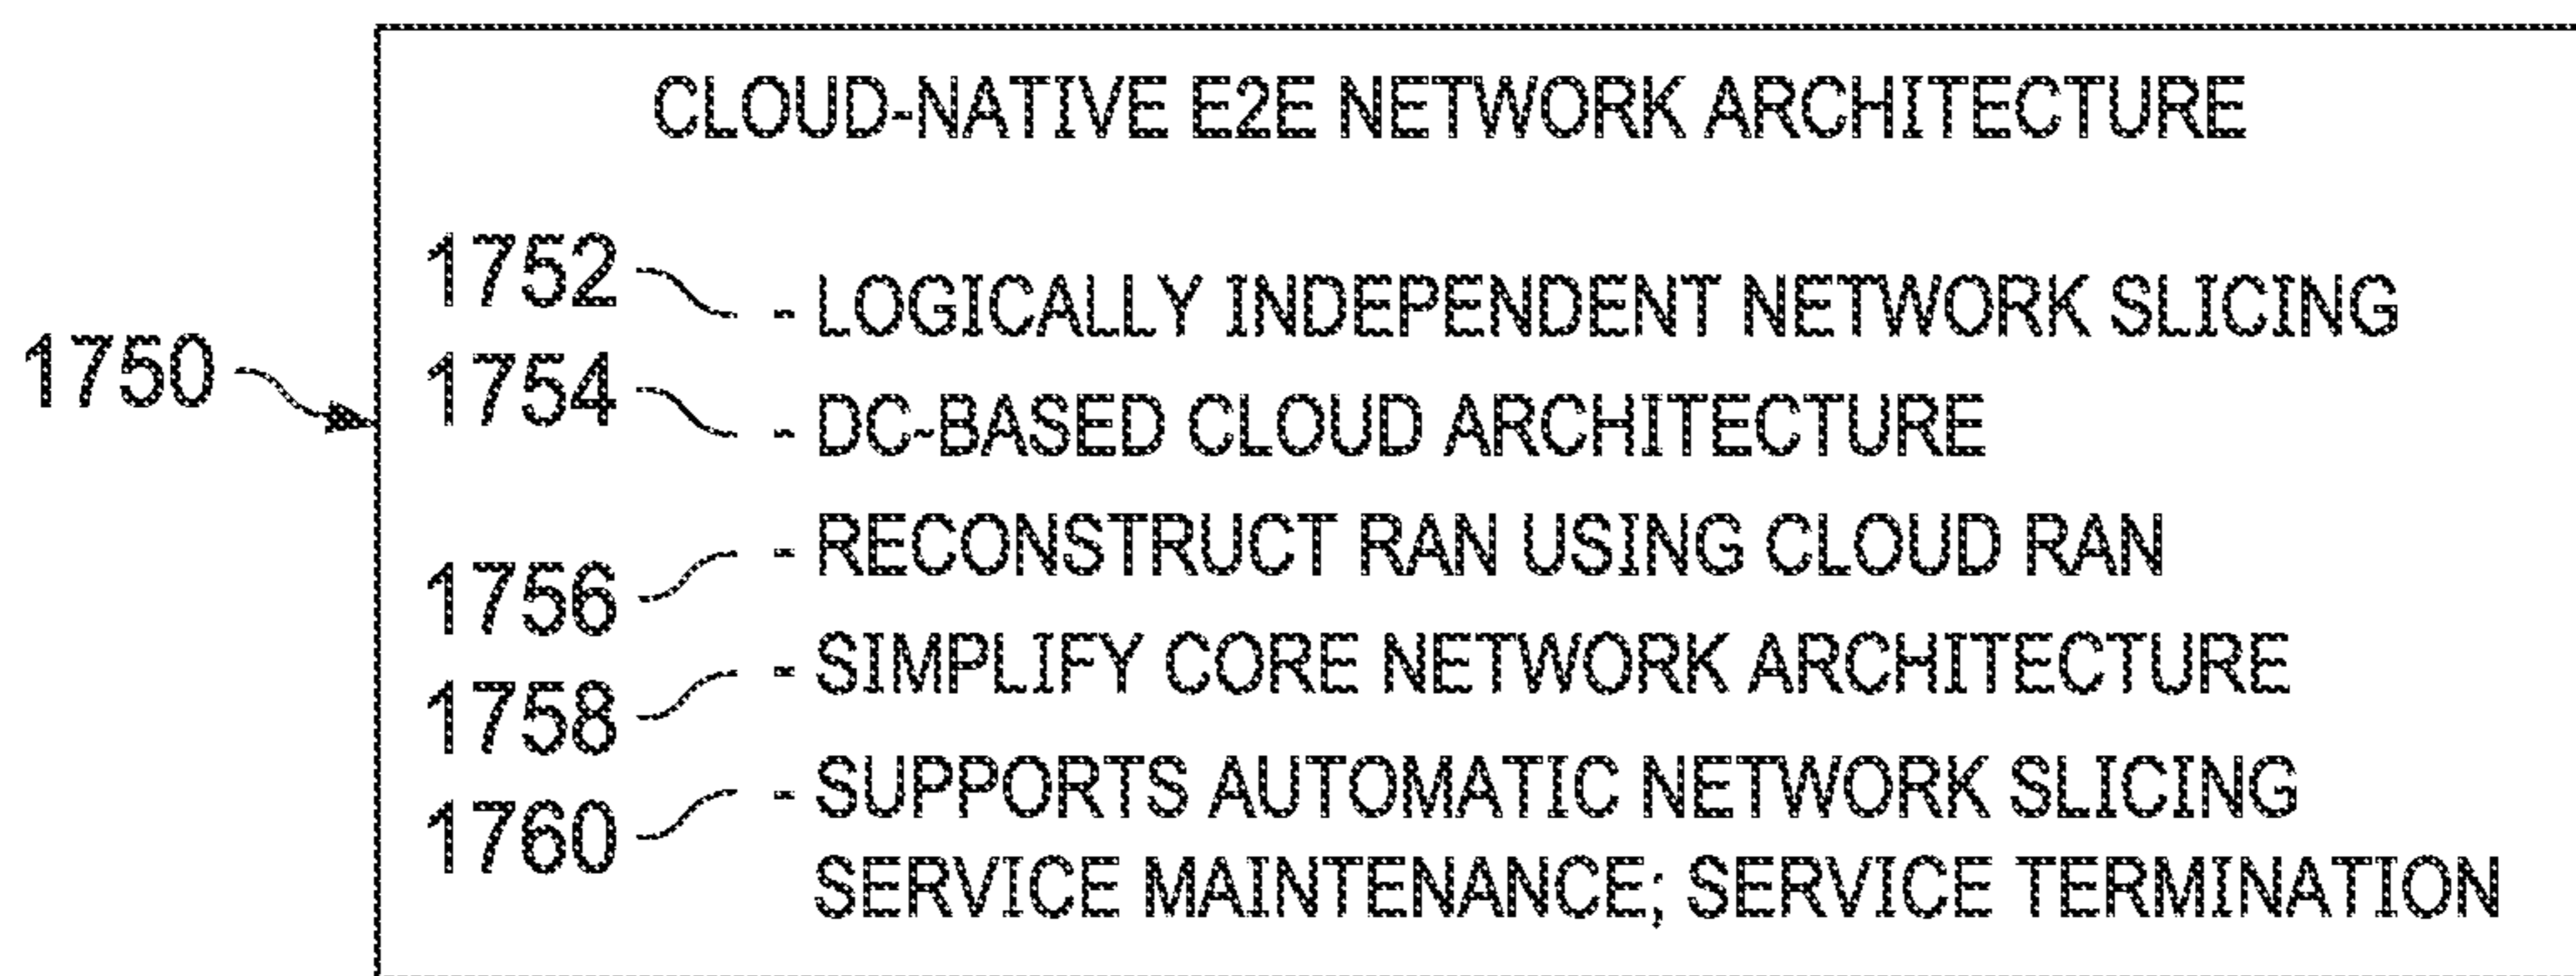 CLOUD-NATIVE E2E NETWORK ARCHITECTURE
1752 - LOGICALLY INDEPENDENT NETWORK SLICING
1750
1754 - DC-BASED CLOUD ARCHITECTURE
1756 - RECONSTRUCT RAN USING CLOUD RAN
1758 - SIMPLIFY CORE NETWORK ARCHITECTURE
1760 - SUPPORTS AUTOMATIC NETWORK SLICING
SERVICE MAINTENANCE; SERVICE TERMINATION